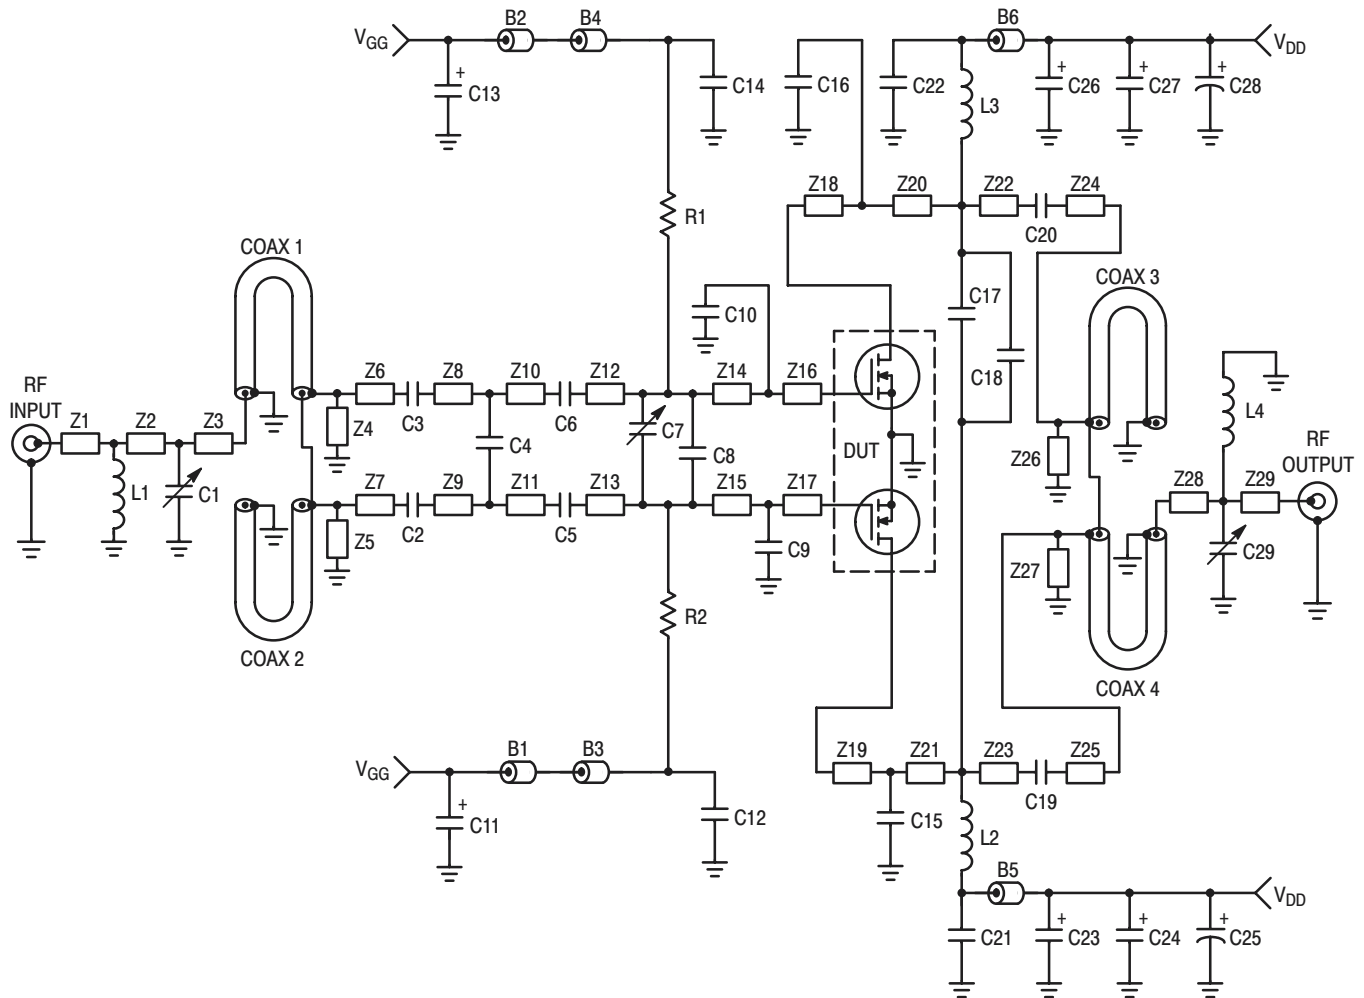 B2
B4
B6
VGG
VDD
+
C13
C14
C16
C22
+
C26
+
C27
+
C28
L3
Z18
Z20
Z22
Z24
R1
C20
COAX 1
COAX 3
C10
C17
C18
RF
INPUT
Z1
Z2
Z3
Z6
Z8
Z10
Z12
Z14
Z16
C3
C6
L4
Z4
C4
C7
C8
DUT
L1
C1
Z26
RF
OUTPUT
Z28
Z29
Z7
Z9
Z11
Z13
Z15
Z17
C2
C5
Z5
C9
C29
Z27
R2
COAX 2
COAX 4
B1
B3
VGG
Z19
Z21
Z23
Z25
+
C11
C12
C15
C19
L2
B5
VDD
C21
+
C23
+
C24
+
C25